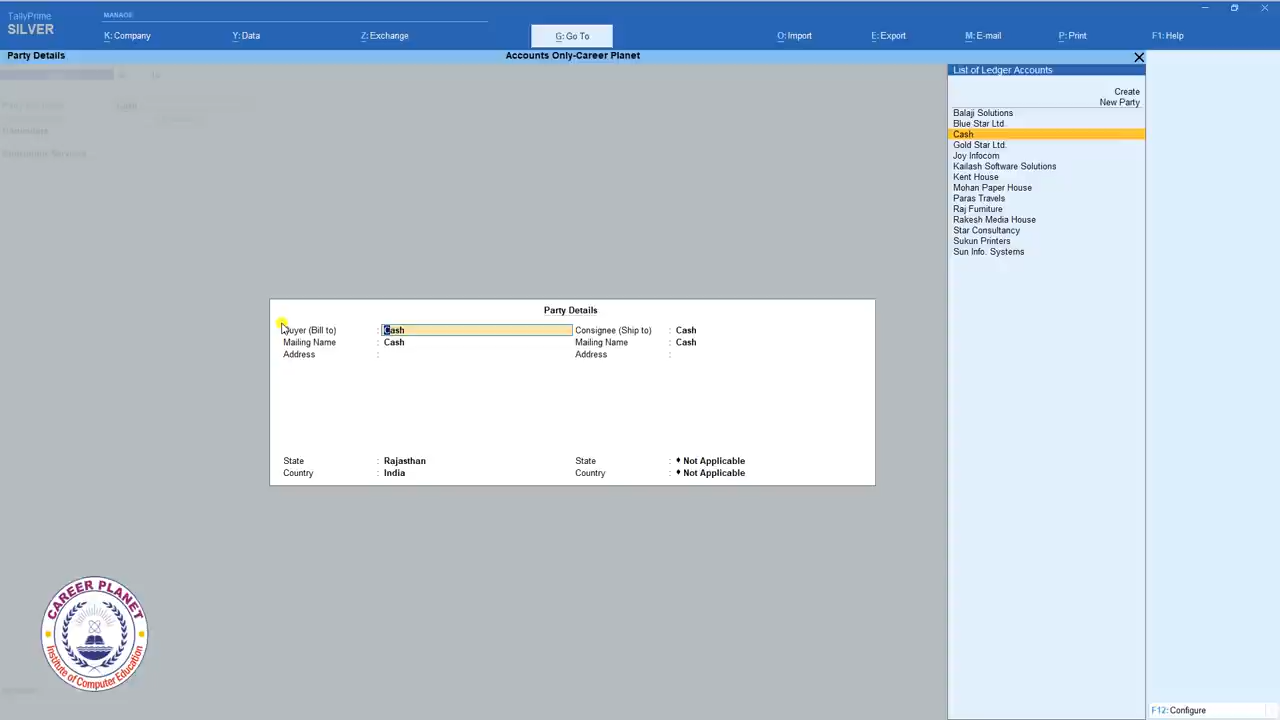 TallyPrime
MANAGE
SILVER
K: Company
Y: Data
Z: Exchange
G: Go To
O: Import
E: Export
M: E-mail
P: Print
F1: Help
Party Details
Accounts Only-Career Planet
List of Ledger Accounts
Create
New Party
Balaji Solutions
Blue Star Ltd.
Cash
Gold Star Ltd.
Joy Infocom
Kailash Software Solutions
Kent House
Mohan Paper House
Paras Travels
Raj Furniture
Rakesh Media House
Star Consultancy
Sukun Printers
Sun Info. Systems
Party Details
Buyer (Bill to) : Cash Consignee (Ship to) : Cash
Mailing Name : Cash Mailing Name : Cash
Address : Address :
State : Rajasthan State : ♦ Not Applicable
Country : India Country : ♦ Not Applicable
CAREER PLANET
Institute of Computer Education
F12: Configure